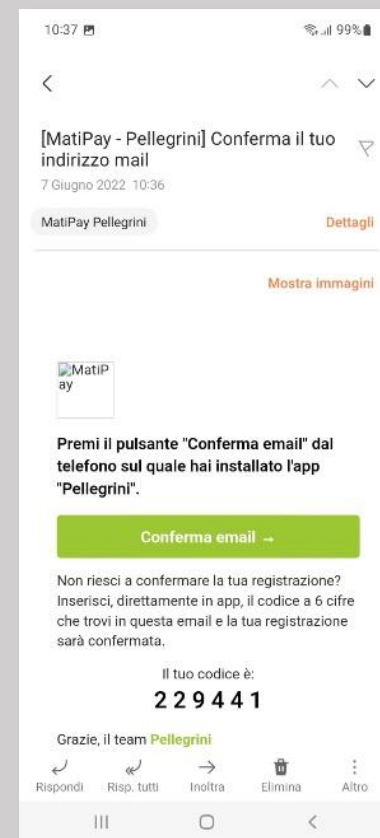 10:37 99%
[MatiPay - Pellegrini] Conferma il tuo
indirizzo mail
7 Giugno 2022 10:36
MatiPay Pellegrini Dettagli
Mostra immagini
MatiP
ay
Premi il pulsante "Conferma email" dal
telefono sul quale hai installato l'app
"Pellegrini".
Conferma email →
Non riesci a confermare la tua registrazione?
Inserisci, direttamente in app, il codice a 6 cifre
che trovi in questa email e la tua registrazione
sarà confermata.
Il tuo codice è:
229441
Grazie, il team Pellegrini
Rispondi Risp. tutti Inoltra Elimina Altro